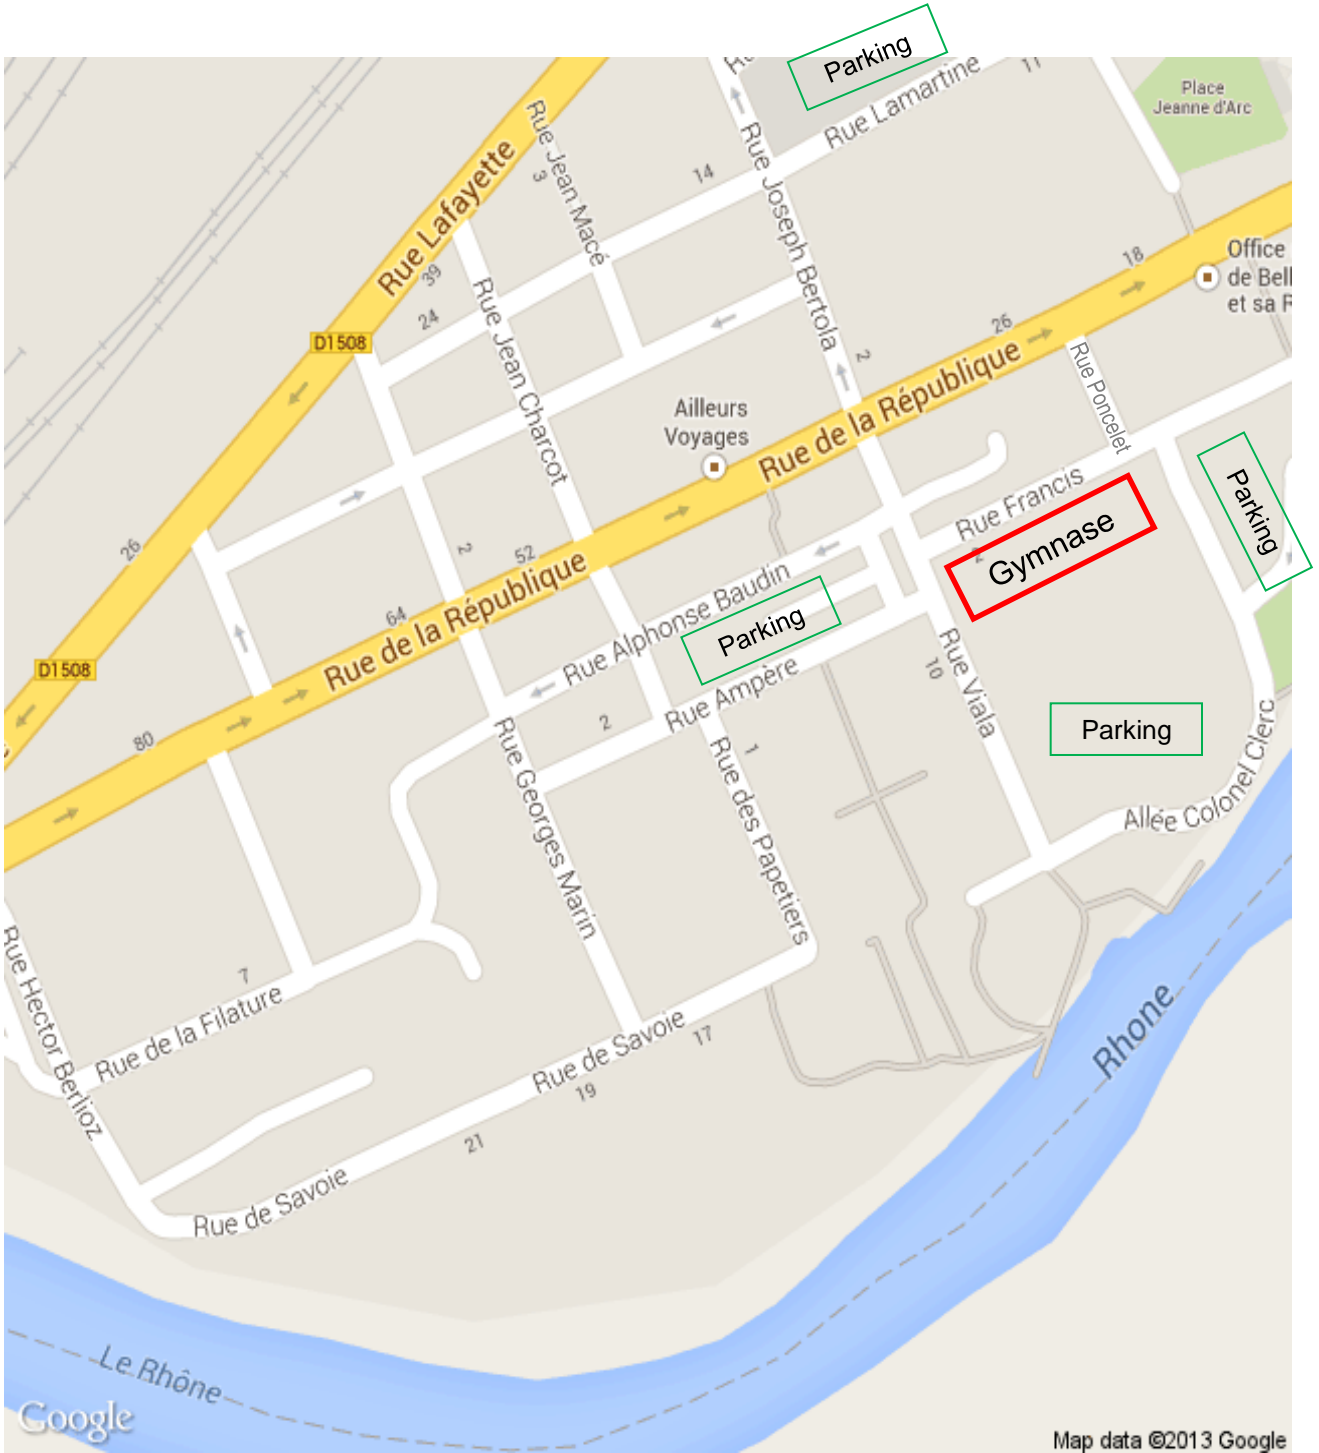 Parking
Rue Lamartine
11
Place
Jeanne d'Arc
Rue Jean Macé
3
Rue Lafayette
14
Rue Joseph Bertola
39
18
Office
de Bell
et sa R
Rue Jean Charcot
24
D1508
26
2
Rue Poncelet
Ailleurs
Voyages
Rue de la République
Parking
Rue Francis
2
Gymnase
26
2
52
Rue de la République
64
Rue Alphonse Baudin
Parking
D1508
80
Rue Ampère
2
10
Rue Viala
Parking
Allée Colonel Clerc
Rue Georges Marin
1
Rue des Papetiers
Rue Hector Berlioz
7
Rue de la Filature
Rhone
Rue de Savoie
17
19
21
Rue de Savoie
Le Rhône
Google
Map data ©2013 Google